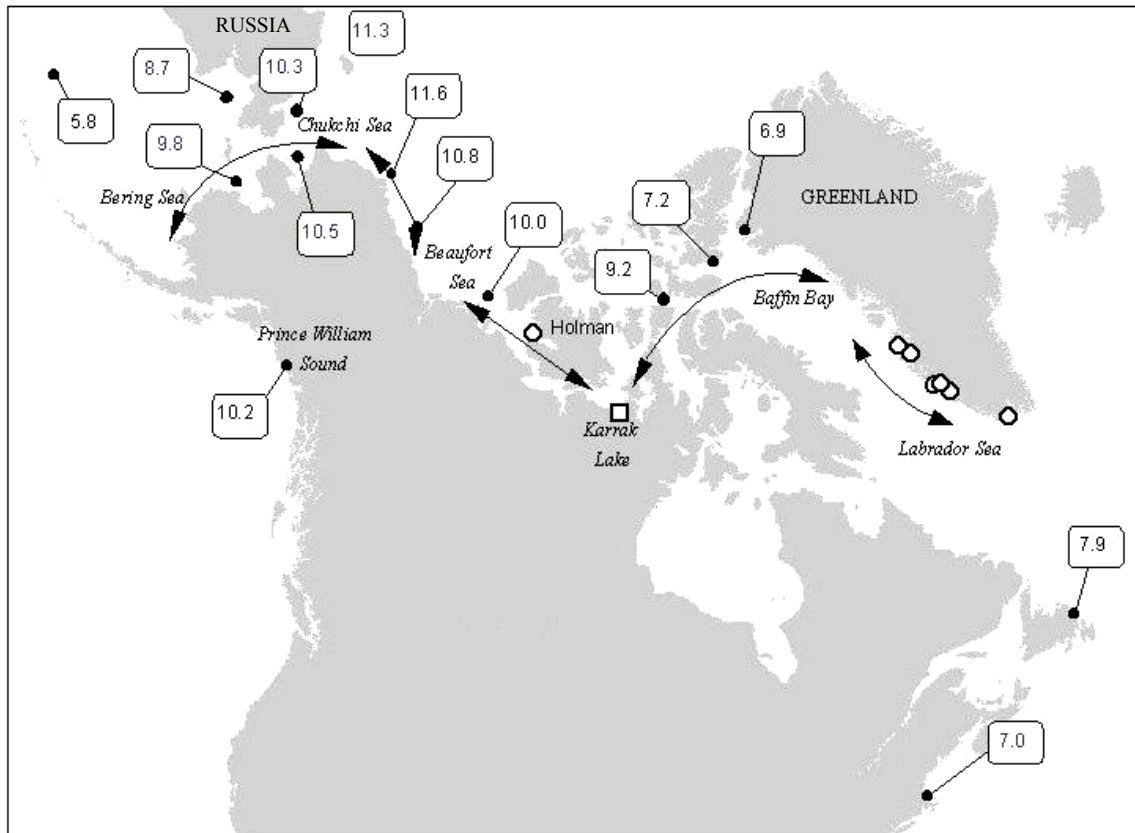 RUSSIA
11.3
8.7
10.3
11.6
5.8
Chukchi Sea
9.8
10.8
6.9
Bering Sea
7.2
GREENLAND
10.5
10.0
Beaufort
Sea
9.2
Baffin Bay
Holman
Prince William
Sound
10.2
Karrak
Lake
Labrador Sea
7.9
7.0